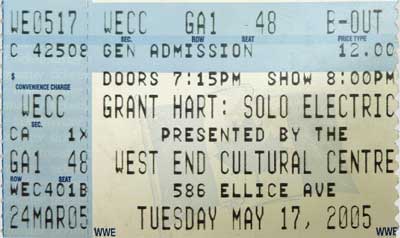 WE0517 WECC GA1 48 B-OUT
SEC. ROW SEAT PRICE/TAX
C 42508 GEN ADMISSION 12.00
$ DOORS 7:15PM SHOW 8:00PM
CONVENIENCE CHARGE
WECC GRANT HART: SOLO ELECTRIC
SEC.
CA 1X PRESENTED BY THE
GA1 48 WEST END CULTURAL CENTRE
ROW SEAT
WEC401B 586 ELLICE AVE
24MAR05 TUESDAY MAY 17, 2005
WWE WWE